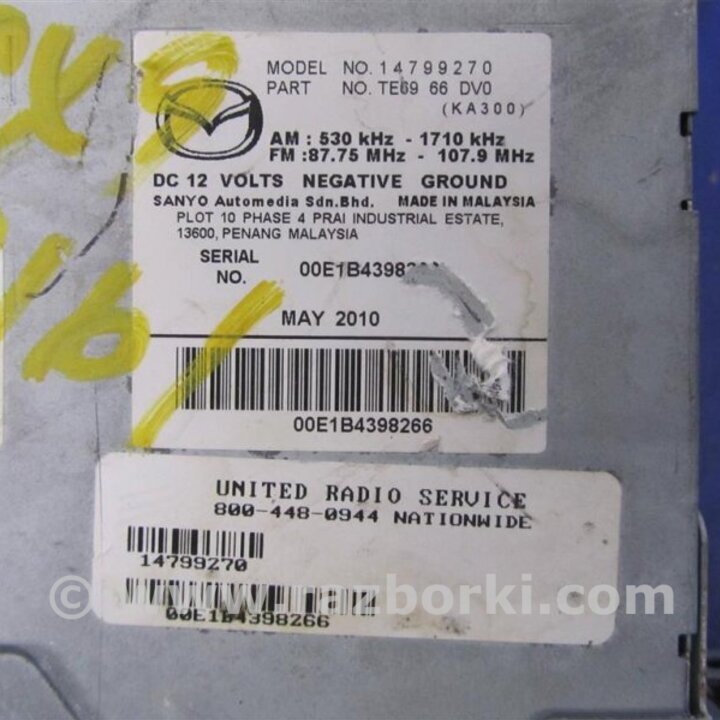 MODEL NO. 14799270
PART NO. TE69 66 DV0
(KA300)
AM : 530 kHz - 1710 kHz
FM : 87.75 MHz - 107.9 MHz
DC 12 VOLTS NEGATIVE GROUND
SANYO Automedia Sdn.Bhd. MADE IN MALAYSIA
PLOT 10 PHASE 4 PRAI INDUSTRIAL ESTATE,
13600, PENANG MALAYSIA
SERIAL NO. 00E1B4398
MAY 2010
00E1B4398266
UNITED RADIO SERVICE
800-448-0944 NATIONWIDE
14799270
© www.razborki.com
00E1B4398266